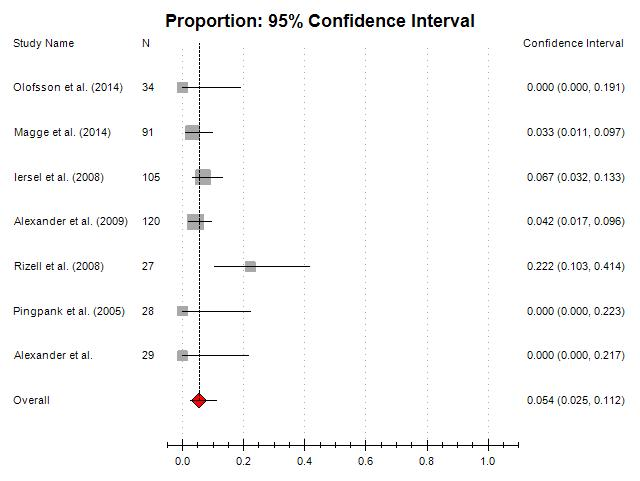 Proportion: 95% Confidence Interval
Study Name N Confidence Interval
Olofsson et al. (2014) 34 0.000 (0.000, 0.191)
Magge et al. (2014) 91 0.033 (0.011, 0.097)
Iersel et al. (2008) 105 0.067 (0.032, 0.133)
Alexander et al. (2009) 120 0.042 (0.017, 0.096)
Rizell et al. (2008) 27 0.222 (0.103, 0.414)
Pingpank et al. (2005) 28 0.000 (0.000, 0.223)
Alexander et al. 29 0.000 (0.000, 0.217)
Overall 0.054 (0.025, 0.112)
0.0 0.2 0.4 0.6 0.8 1.0